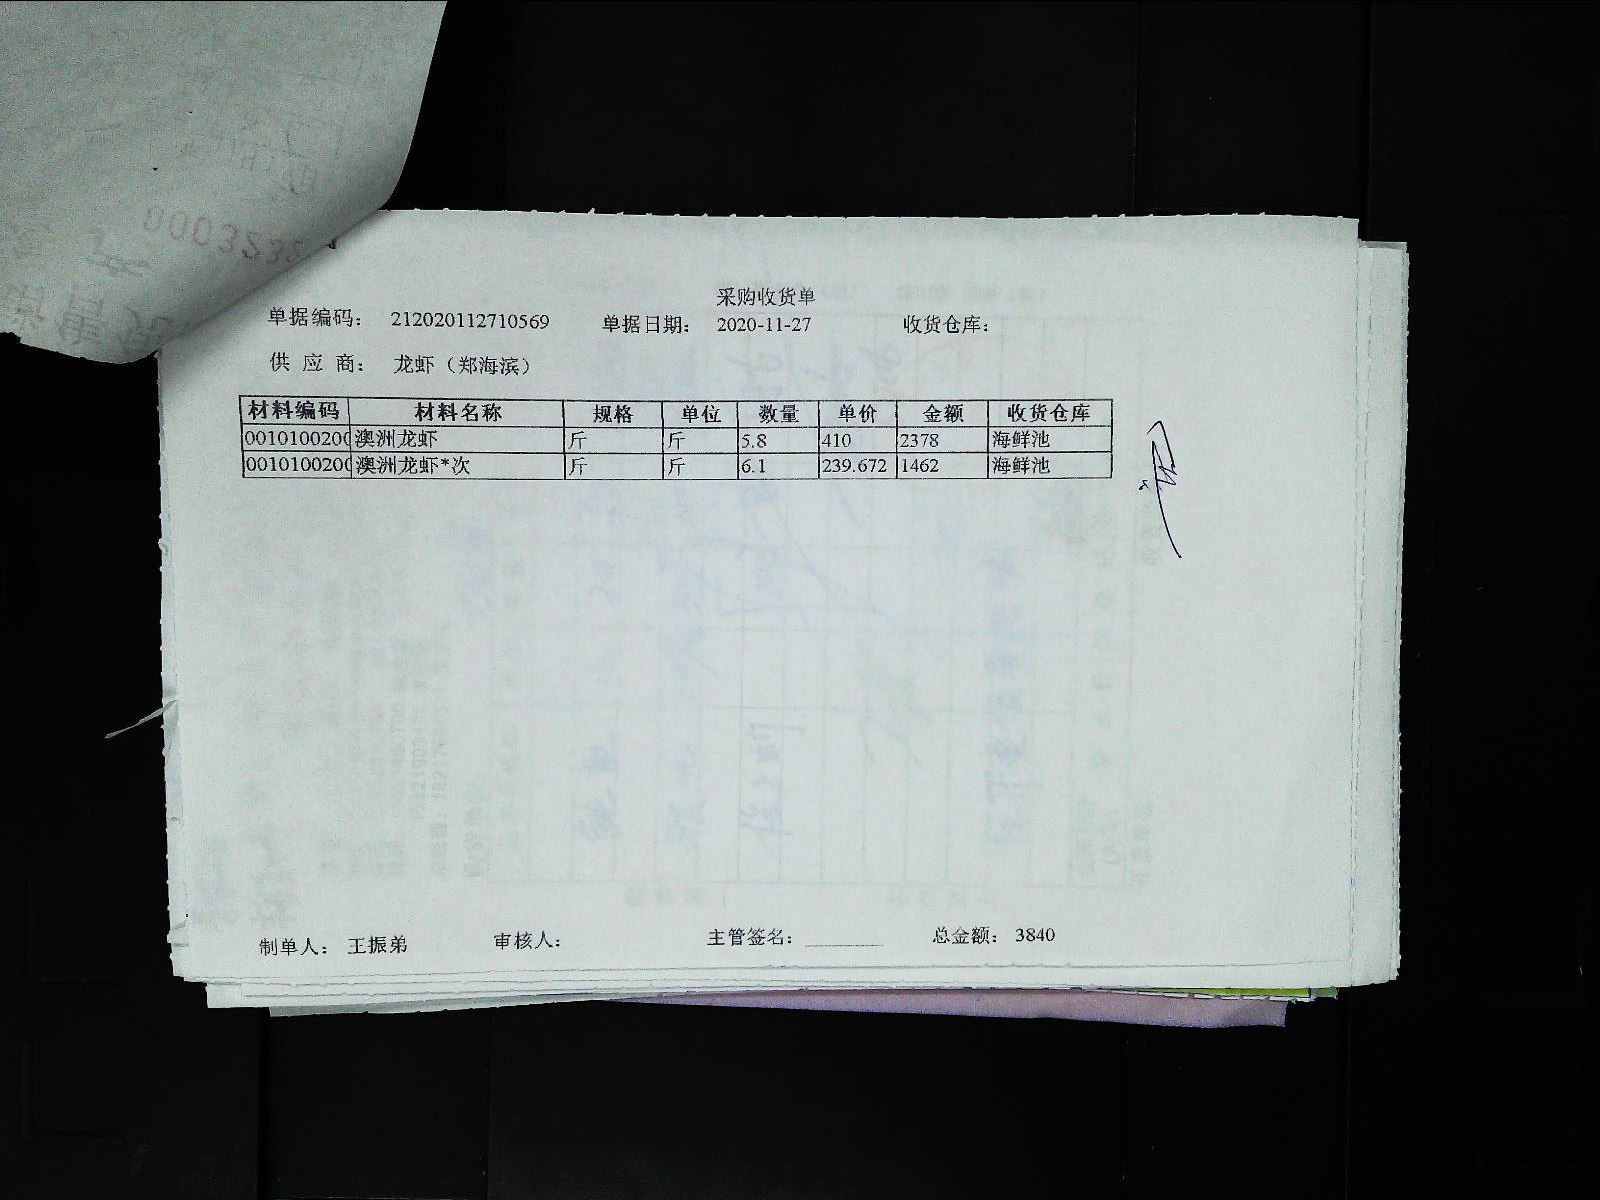 00032324
采购收货单
单据编码： 212020112710569 单据日期： 2020-11-27 收货仓库：
供 应 商： 龙虾（郑海滨）
材料编码 材料名称 规格 单位 数量 单价 金额 收货仓库
0010100200 澳洲龙虾 斤 斤 5.8 410 2378 海鲜池
0010100200 澳洲龙虾*次 斤 斤 6.1 239.672 1462 海鲜池
制单人： 王振弟 审核人： 主管签名： 总金额： 3840